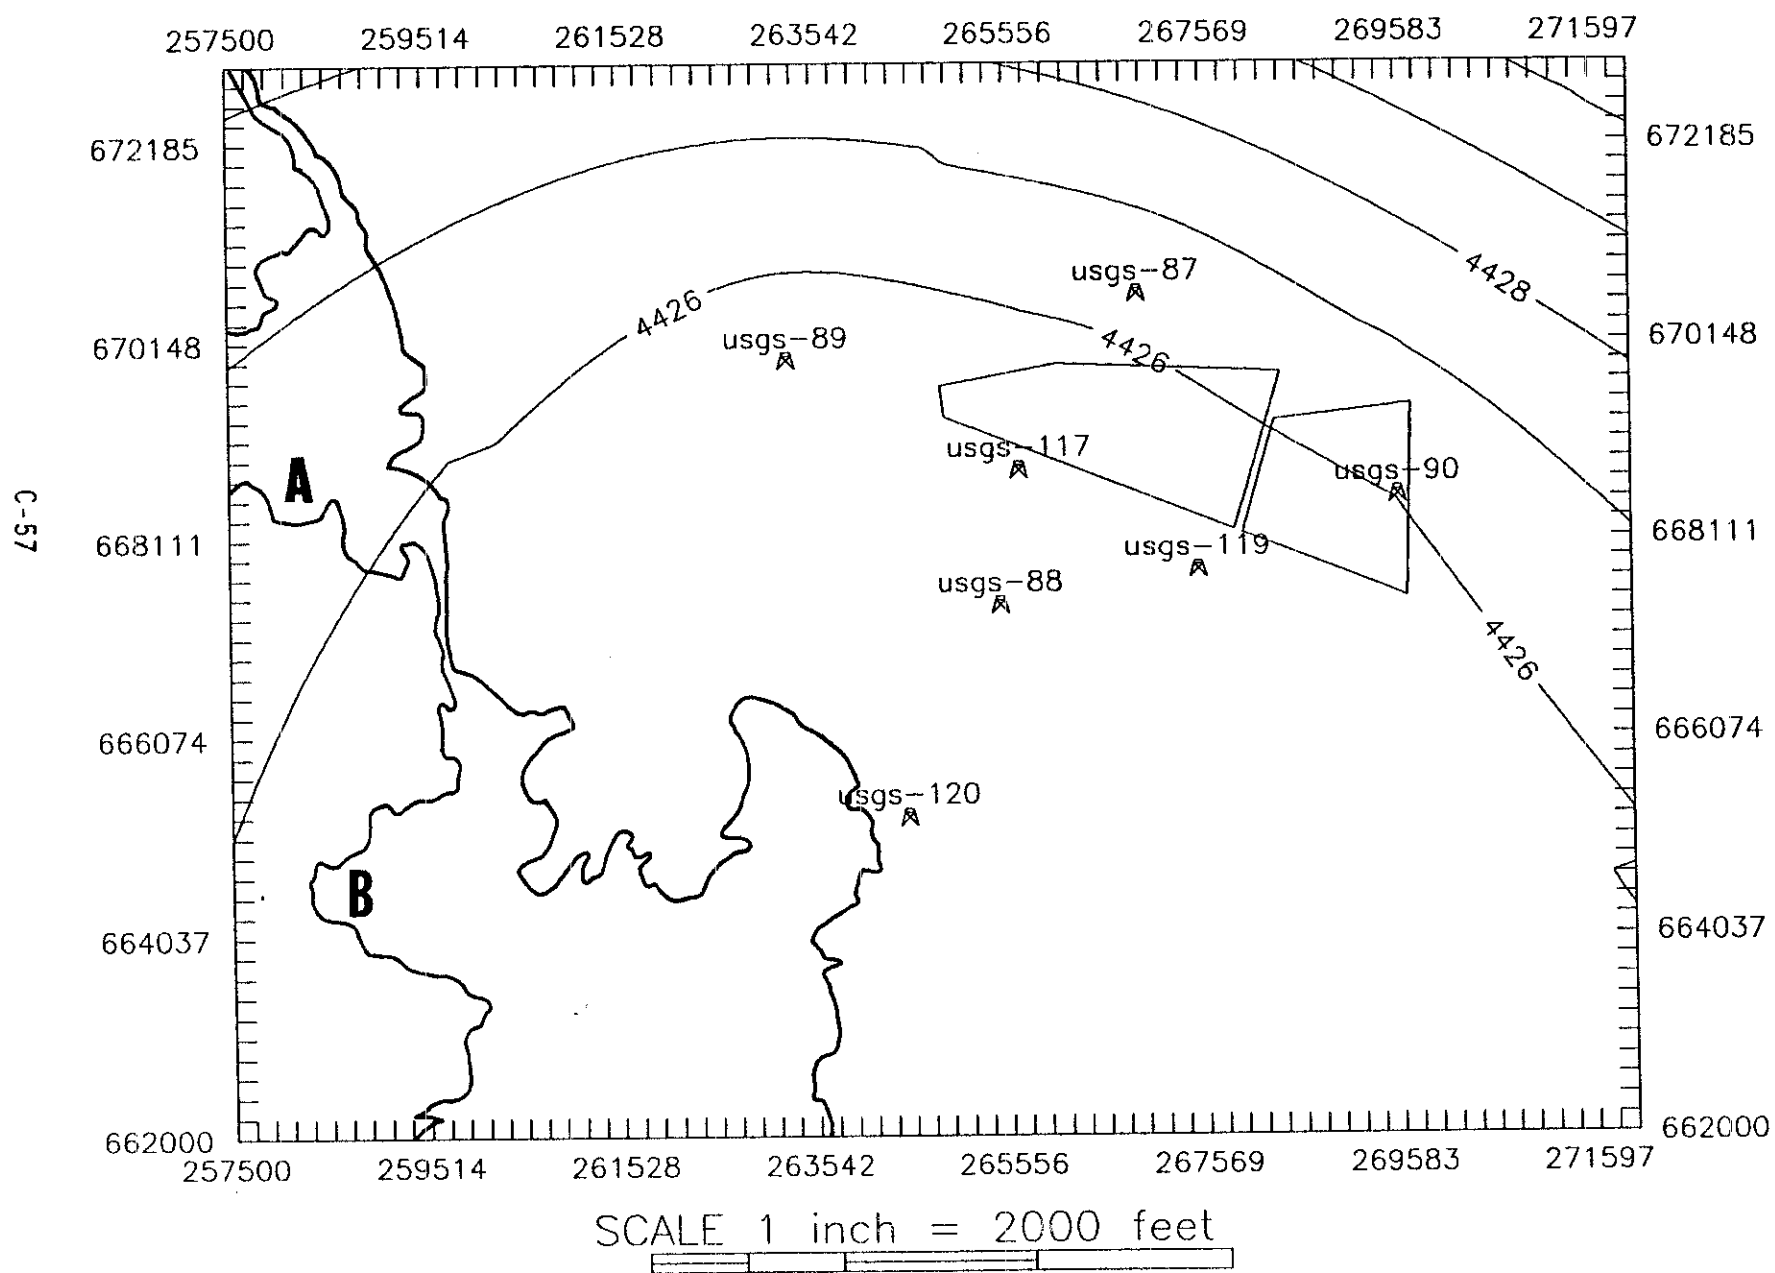 257500 259514 261528 263542 265556 267569 269583 271597
672185 672185
usgs-87
4428
4426
usgs-89
4426
670148 670148
usgs-117
usgs-90
A
C-57
668111 668111
usgs-119
usgs-88
4426
666074 666074
usgs-120
B
664037 664037
662000 662000
257500 259514 261528 263542 265556 267569 269583 271597
SCALE 1 inch = 2000 feet